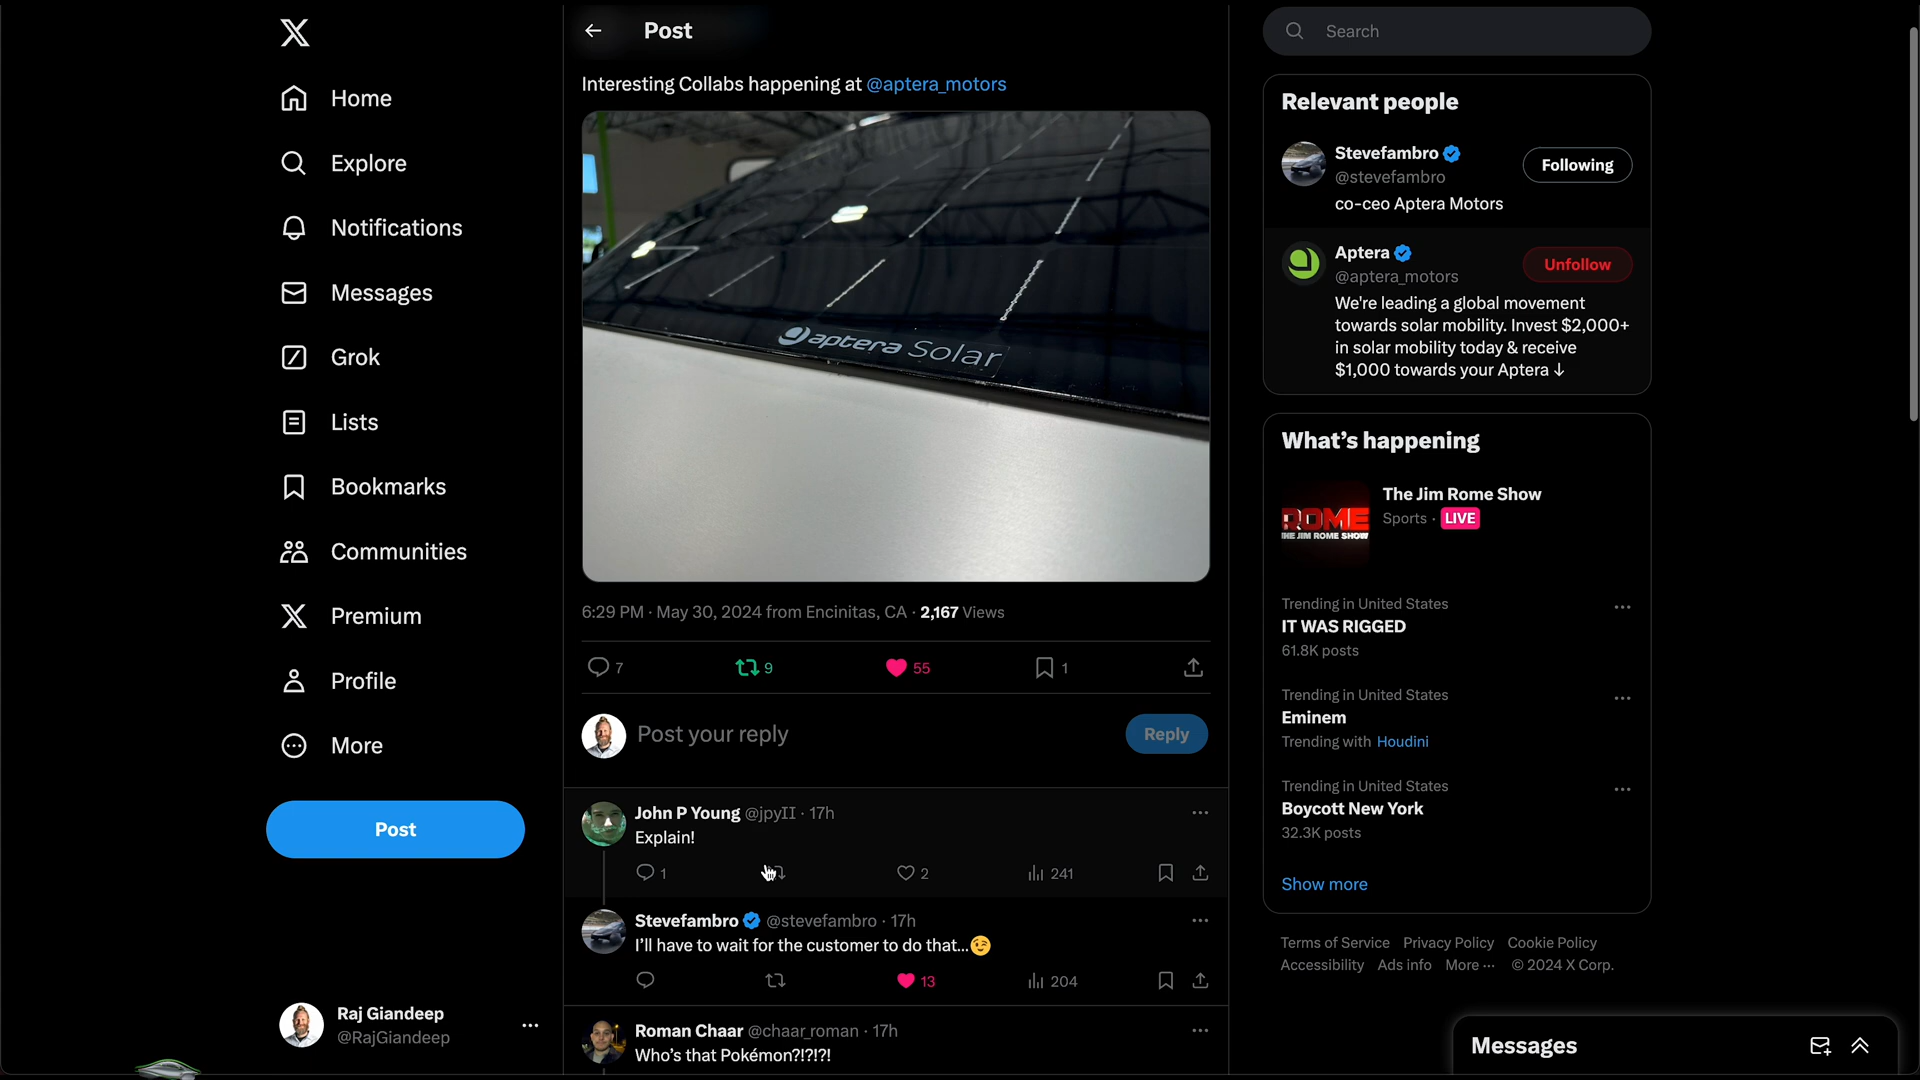 Home
Explore
Notifications
Messages
Grok
Lists
Bookmarks
Communities
Premium
Profile
More
Post
Raj Giandeep
@RajGiandeep
Post
Interesting Collabs happening at @aptera_motors
aptera Solar
6:29 PM · May 30, 2024 from Encinitas, CA · 2,167 Views
7 9 55 1
Post your reply
Reply
John P Young @jpyII · 17h
Explain!
1 2 241
Stevefambro @stevefambro · 17h
I'll have to wait for the customer to do that...😉
13 204
Roman Chaar @chaar_roman · 17h
Who's that Pokémon?!?!?!
Search
Relevant people
Stevefambro
@stevefambro
Following
co-ceo Aptera Motors
Aptera
@aptera_motors
Unfollow
We're leading a global movement
towards solar mobility. Invest $2,000+
in solar mobility today & receive
$1,000 towards your Aptera ↓
What's happening
ROME
THE JIM ROME SHOW
The Jim Rome Show
Sports · LIVE
Trending in United States
IT WAS RIGGED
61.8K posts
Trending in United States
Eminem
Trending with Houdini
Trending in United States
Boycott New York
32.3K posts
Show more
Terms of Service Privacy Policy Cookie Policy
Accessibility Ads info More ··· © 2024 X Corp.
Messages